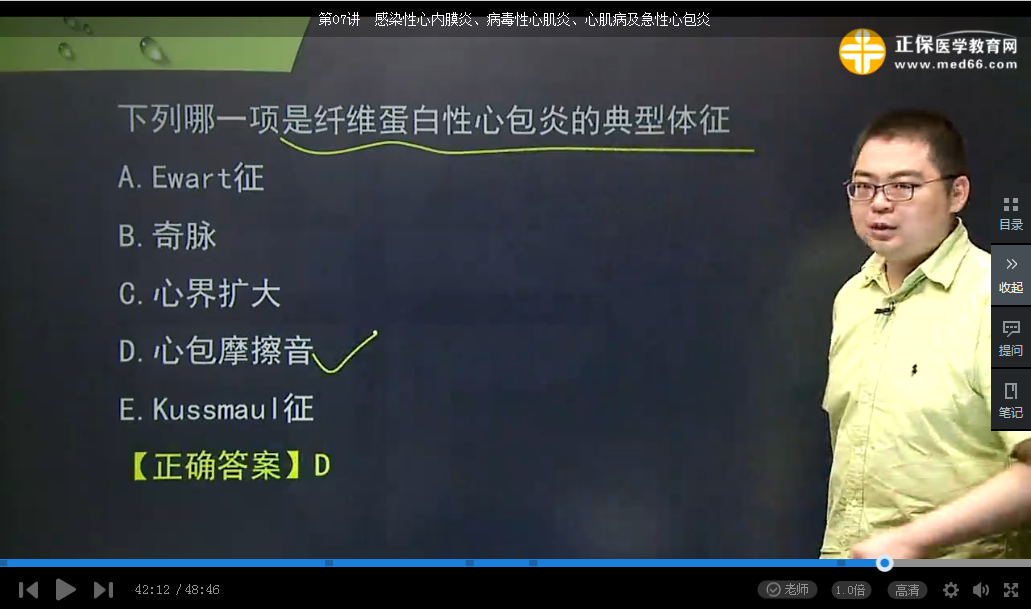 第07讲 感染性心内膜炎、病毒性心肌炎、心肌病及急性心包炎
正保医学教育网
www.med66.com
下列哪一项是纤维蛋白性心包炎的典型体征
A.Ewart征
B.奇脉
C.心界扩大
D.心包摩擦音
E.Kussmaul征
【正确答案】D
目录
收起
提问
笔记
42:12 / 48:46
老师
1.0倍
高清